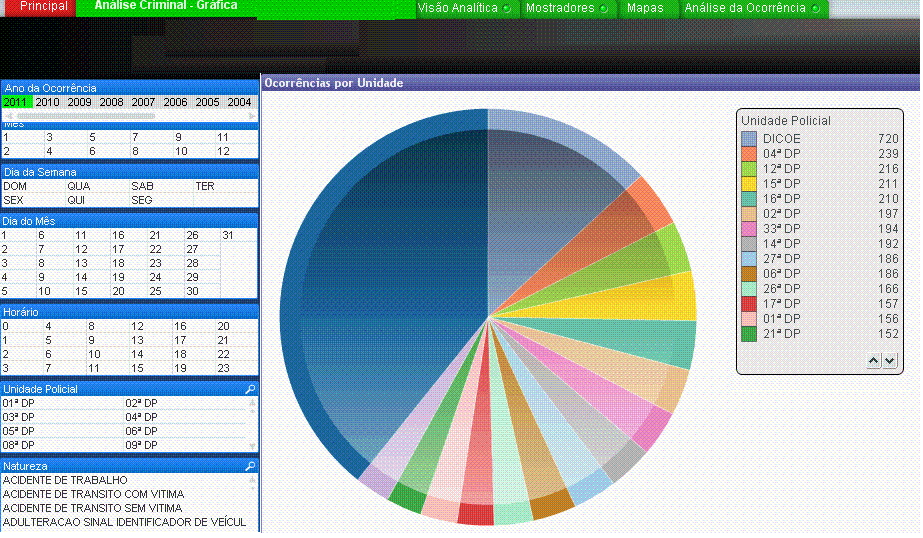 Principal Análise Criminal - Gráfica Visão Analítica Mostradores Mapas Análise da Ocorrência
Ano da Ocorrência
2011 2010 2009 2008 2007 2006 2005 2004
Mês
1 3 5 7 9 11
2 4 6 8 10 12
Dia da Semana
DOM QUA SAB TER
SEX QUI SEG
Dia do Mês
1 6 11 16 21 26 31
2 7 12 17 22 27
3 8 13 18 23 28
4 9 14 19 24 29
5 10 15 20 25 30
Horário
0 4 8 12 16 20
1 5 9 13 17 21
2 6 10 14 18 22
3 7 11 15 19 23
Unidade Policial
01ª DP 02ª DP
03ª DP 04ª DP
05ª DP 06ª DP
08ª DP 09ª DP
Natureza
ACIDENTE DE TRABALHO
ACIDENTE DE TRANSITO COM VITIMA
ACIDENTE DE TRANSITO SEM VITIMA
ADULTERACAO SINAL IDENTIFICADOR DE VEÍCUL
Ocorrências por Unidade
Unidade Policial
DICOE 720
04ª DP 239
12ª DP 216
15ª DP 211
16ª DP 210
02ª DP 197
33ª DP 194
14ª DP 192
27ª DP 186
06ª DP 186
26ª DP 166
17ª DP 157
01ª DP 156
21ª DP 152